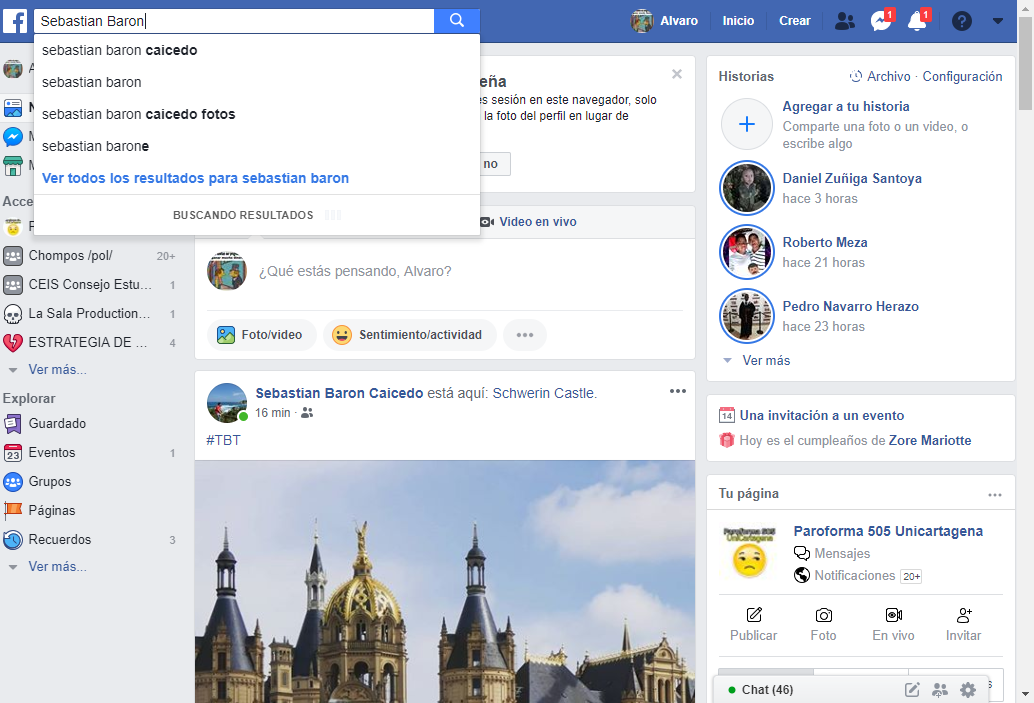 Sebastian Baron
Alvaro
Inicio
Crear
1
1
sebastian baron caicedo
sebastian baron
sebastian baron caicedo fotos
sebastian barone
Ver todos los resultados para sebastian baron
BUSCANDO RESULTADOS
A
N
M
M
Acce
P
Chompos /pol/ 20+
CEIS Consejo Estu... 1
La Sala Production... 1
ESTRATEGIA DE ... 4
Ver más...
Explorar
Guardado
23 Eventos 1
Grupos
Páginas
Recuerdos 3
Ver más...
eña
es sesión en este navegador, solo
la foto del perfil en lugar de
no
Video en vivo
¿Qué estás pensando, Alvaro?
Foto/video
Sentimiento/actividad
Sebastian Baron Caicedo está aquí: Schwerin Castle.
16 min ·
#TBT
Historias
Archivo · Configuración
Agregar a tu historia
Comparte una foto o un video, o
escribe algo
Daniel Zuñiga Santoya
hace 3 horas
Roberto Meza
hace 21 horas
Pedro Navarro Herazo
hace 23 horas
Ver más
14 Una invitación a un evento
Hoy es el cumpleaños de Zore Mariotte
Tu página
Paroforma 505
UniCartagena
Paroforma 505 Unicartagena
Mensajes
Notificaciones 20+
Publicar
Foto
En vivo
Invitar
s
Chat (46)